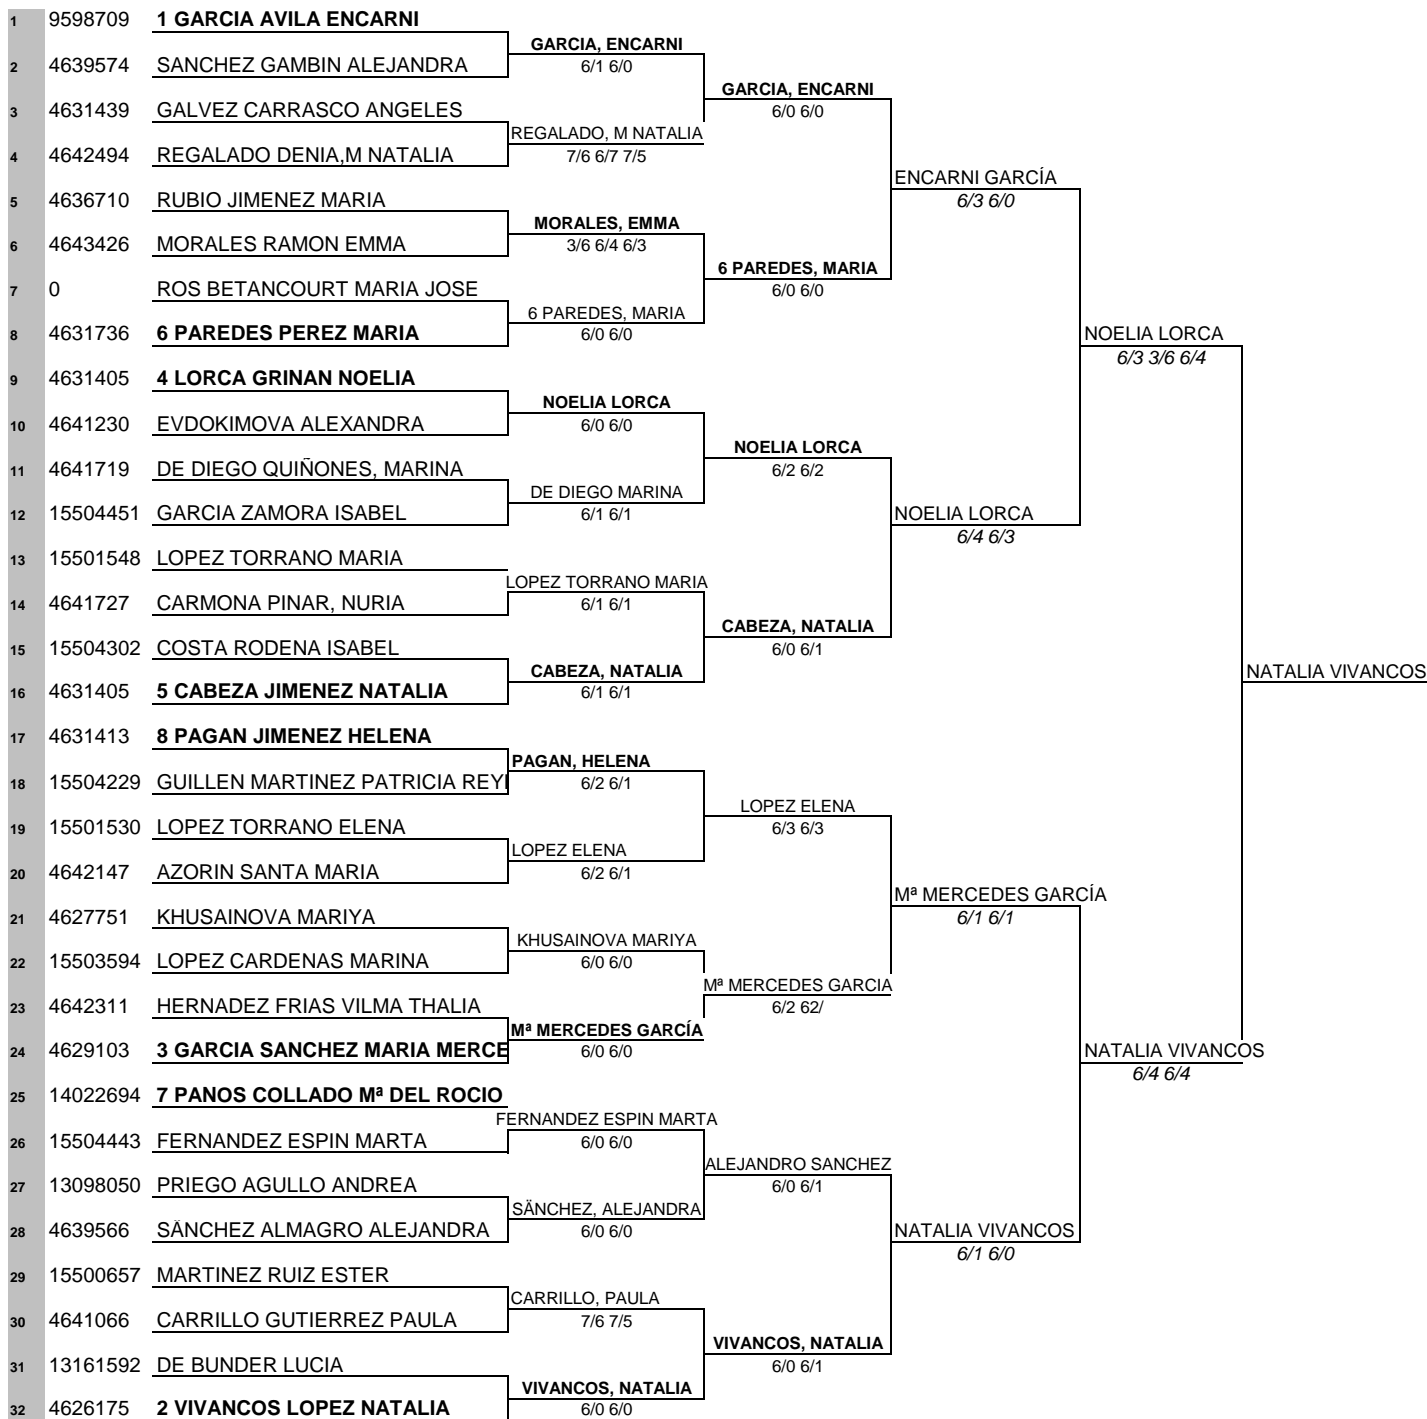 1 9598709 1 GARCIA AVILA ENCARNI
GARCIA, ENCARNI
2 4639574 SANCHEZ GAMBIN ALEJANDRA 6/1 6/0
GARCIA, ENCARNI
3 4631439 GALVEZ CARRASCO ANGELES 6/0 6/0
REGALADO, M NATALIA
4 4642494 REGALADO DENIA,M NATALIA 7/6 6/7 7/5
ENCARNI GARCÍA
5 4636710 RUBIO JIMENEZ MARIA 6/3 6/0
MORALES, EMMA
6 4643426 MORALES RAMON EMMA 3/6 6/4 6/3
6 PAREDES, MARIA
7 0 ROS BETANCOURT MARIA JOSE 6/0 6/0
6 PAREDES, MARIA
8 4631736 6 PAREDES PEREZ MARIA 6/0 6/0 NOELIA LORCA
6/3 3/6 6/4
9 4631405 4 LORCA GRINAN NOELIA
NOELIA LORCA
10 4641230 EVDOKIMOVA ALEXANDRA 6/0 6/0
NOELIA LORCA
11 4641719 DE DIEGO QUIÑONES, MARINA 6/2 6/2
DE DIEGO MARINA
12 15504451 GARCIA ZAMORA ISABEL 6/1 6/1 NOELIA LORCA
6/4 6/3
13 15501548 LOPEZ TORRANO MARIA
LOPEZ TORRANO MARIA
14 4641727 CARMONA PINAR, NURIA 6/1 6/1
CABEZA, NATALIA
15 15504302 COSTA RODENA ISABEL 6/0 6/1
CABEZA, NATALIA NATALIA VIVANCOS
16 4631405 5 CABEZA JIMENEZ NATALIA 6/1 6/1
17 4631413 8 PAGAN JIMENEZ HELENA
PAGAN, HELENA
18 15504229 GUILLEN MARTINEZ PATRICIA REY 6/2 6/1
LOPEZ ELENA
19 15501530 LOPEZ TORRANO ELENA 6/3 6/3
LOPEZ ELENA
20 4642147 AZORIN SANTA MARIA 6/2 6/1
Mª MERCEDES GARCÍA
21 4627751 KHUSAINOVA MARIYA 6/1 6/1
KHUSAINOVA MARIYA
22 15503594 LOPEZ CARDENAS MARINA 6/0 6/0
Mª MERCEDES GARCIA
23 4642311 HERNADEZ FRIAS VILMA THALIA 6/2 62/
Mª MERCEDES GARCÍA
24 4629103 3 GARCIA SANCHEZ MARIA MERCE 6/0 6/0 NATALIA VIVANCOS
6/4 6/4
25 14022694 7 PANOS COLLADO Mª DEL ROCIO
FERNANDEZ ESPIN MARTA
26 15504443 FERNANDEZ ESPIN MARTA 6/0 6/0
ALEJANDRO SANCHEZ
27 13098050 PRIEGO AGULLO ANDREA 6/0 6/1
SÄNCHEZ, ALEJANDRA
28 4639566 SÄNCHEZ ALMAGRO ALEJANDRA 6/0 6/0 NATALIA VIVANCOS
6/1 6/0
29 15500657 MARTINEZ RUIZ ESTER
CARRILLO, PAULA
30 4641066 CARRILLO GUTIERREZ PAULA 7/6 7/5
VIVANCOS, NATALIA
31 13161592 DE BUNDER LUCIA 6/0 6/1
VIVANCOS, NATALIA
32 4626175 2 VIVANCOS LOPEZ NATALIA 6/0 6/0